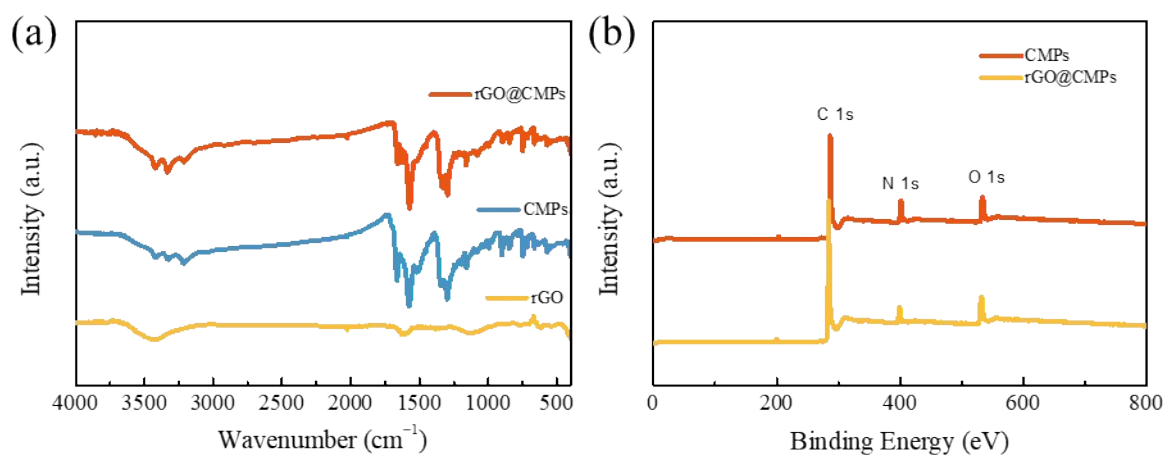 (a)
Intensity (a.u.)
rGO@CMPs
CMPs
rGO
4000 3500 3000 2500 2000 1500 1000 500
Wavenumber (cm⁻¹)
(b)
Intensity (a.u.)
CMPs
rGO@CMPs
C 1s
N 1s
O 1s
0 200 400 600 800
Binding Energy (eV)